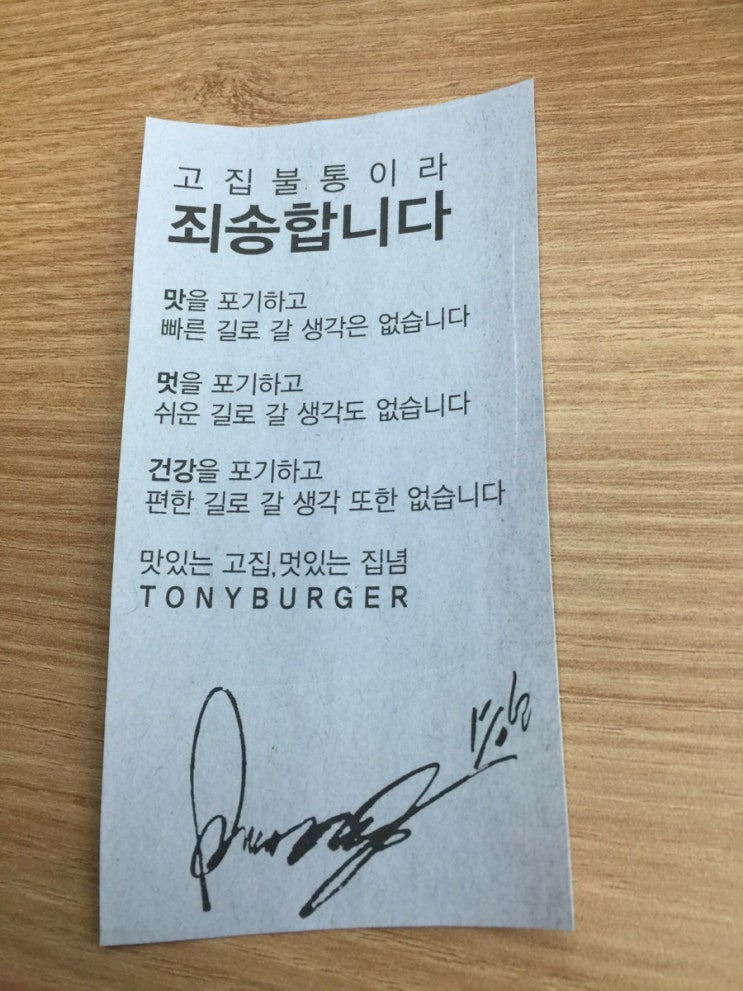 고집불통이라
죄송합니다
맛을 포기하고
빠른 길로 갈 생각은 없습니다
멋을 포기하고
쉬운 길로 갈 생각도 없습니다
건강을 포기하고
편한 길로 갈 생각 또한 없습니다
맛있는 고집,멋있는 집념
TONYBURGER